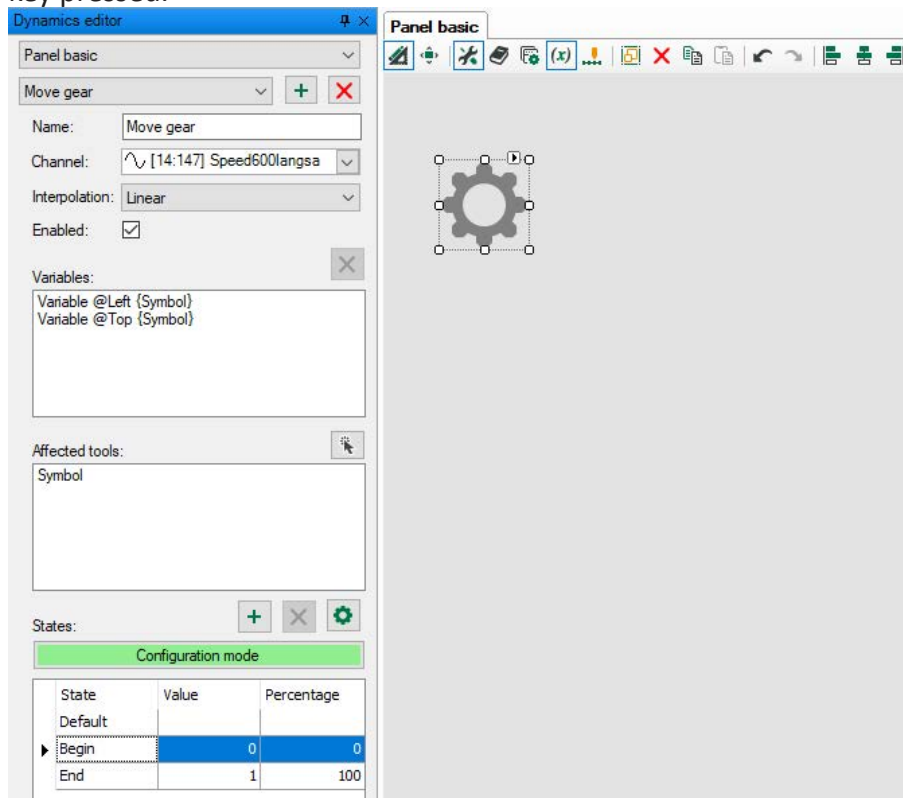 key pressed.
Dynamics editor
Panel basic
Move gear
Name: Move gear
Channel: [14:147] Speed600langsa
Interpolation: Linear
Enabled:
Variables:
Variable @Left {Symbol}
Variable @Top {Symbol}
Affected tools:
Symbol
States:
Configuration mode
State Value Percentage
Default
Begin 0 0
End 1 100
Panel basic
(x)